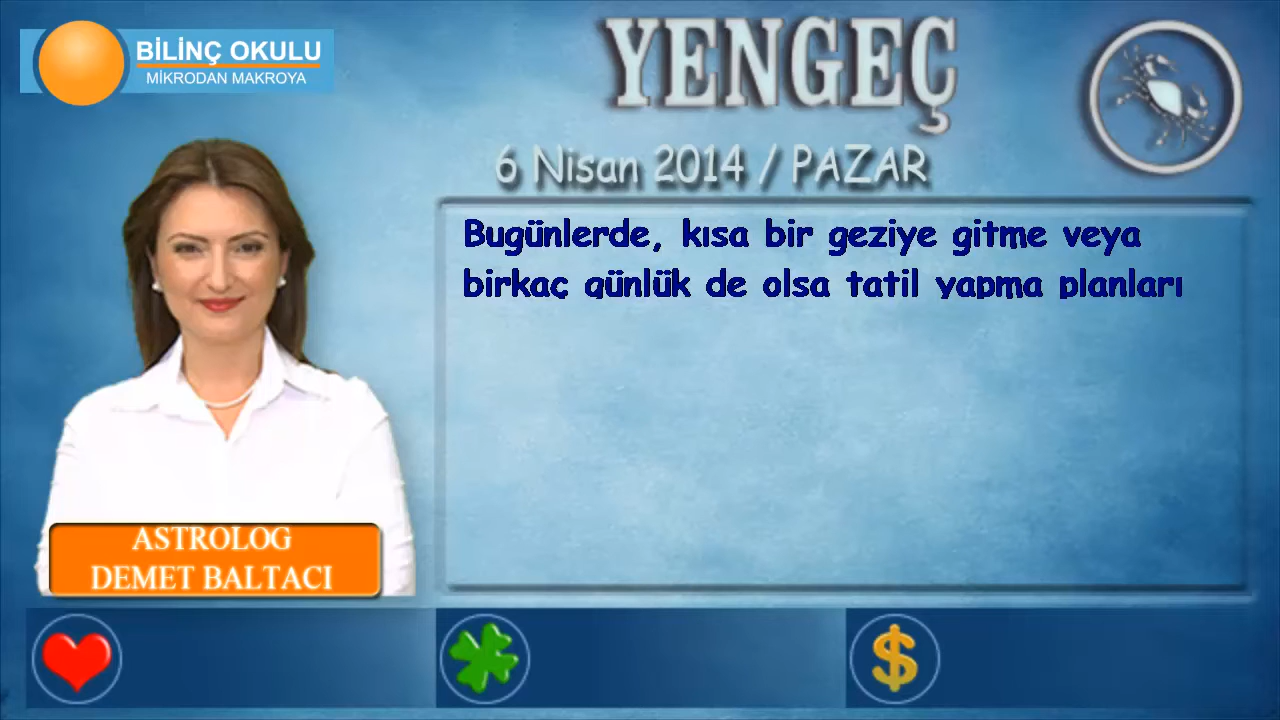 BİLİNÇ OKULU
MİKRODAN MAKROYA
YENGEÇ
6 Nisan 2014 / PAZAR
Bugünlerde, kısa bir geziye gitme veya
birkaç günlük de olsa tatil yapma planları
ASTROLOG
DEMET BALTACI
$